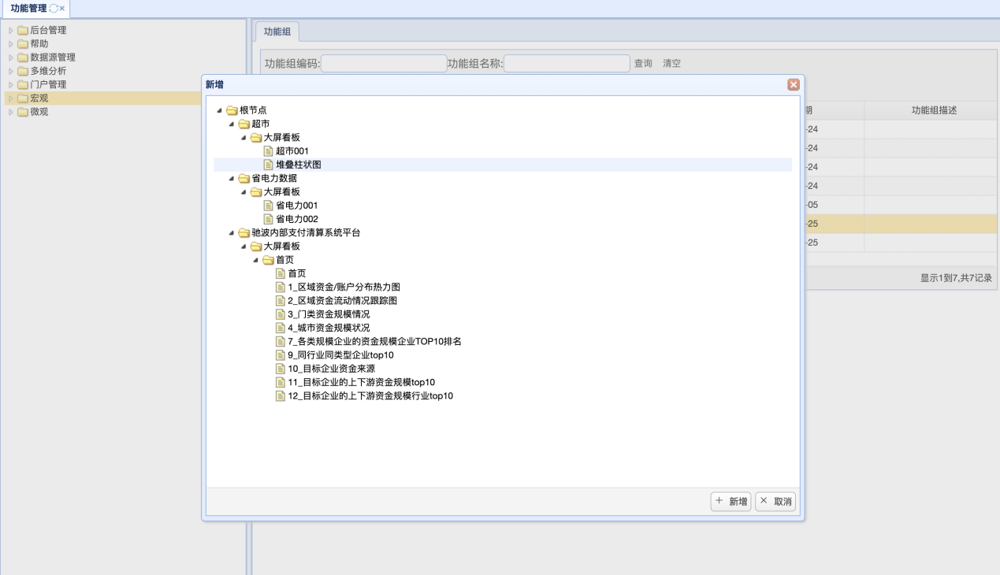 功能管理
后台管理
帮助
数据源管理
多维分析
门户管理
宏观
微观
功能组
功能组编码: 功能组名称: 查询 清空
期 功能组描述
-24
-24
-24
-24
-05
-25
-25
显示1到7,共7记录
新增
根节点
超市
大屏看板
超市001
堆叠柱状图
省电力数据
大屏看板
省电力001
省电力002
驰波内部支付清算系统平台
大屏看板
首页
首页
1_区域资金/账户分布热力图
2_区域资金流动情况跟踪图
3_门类资金规模情况
4_城市资金规模状况
7_各类规模企业的资金规模企业TOP10排名
9_同行业同类型企业top10
10_目标企业资金来源
11_目标企业的上下游资金规模top10
12_目标企业的上下游资金规模行业top10
新增 取消